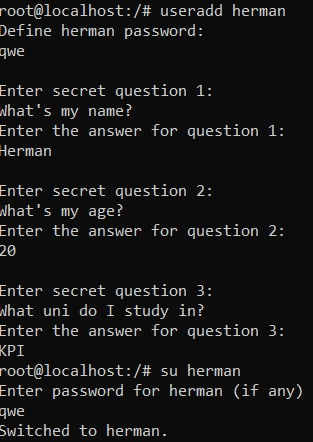 root@localhost:/# useradd herman
Define herman password:
qwe
Enter secret question 1:
What's my name?
Enter the answer for question 1:
Herman
Enter secret question 2:
What's my age?
Enter the answer for question 2:
20
Enter secret question 3:
What uni do I study in?
Enter the answer for question 3:
KPI
root@localhost:/# su herman
Enter password for herman (if any)
qwe
Switched to herman.